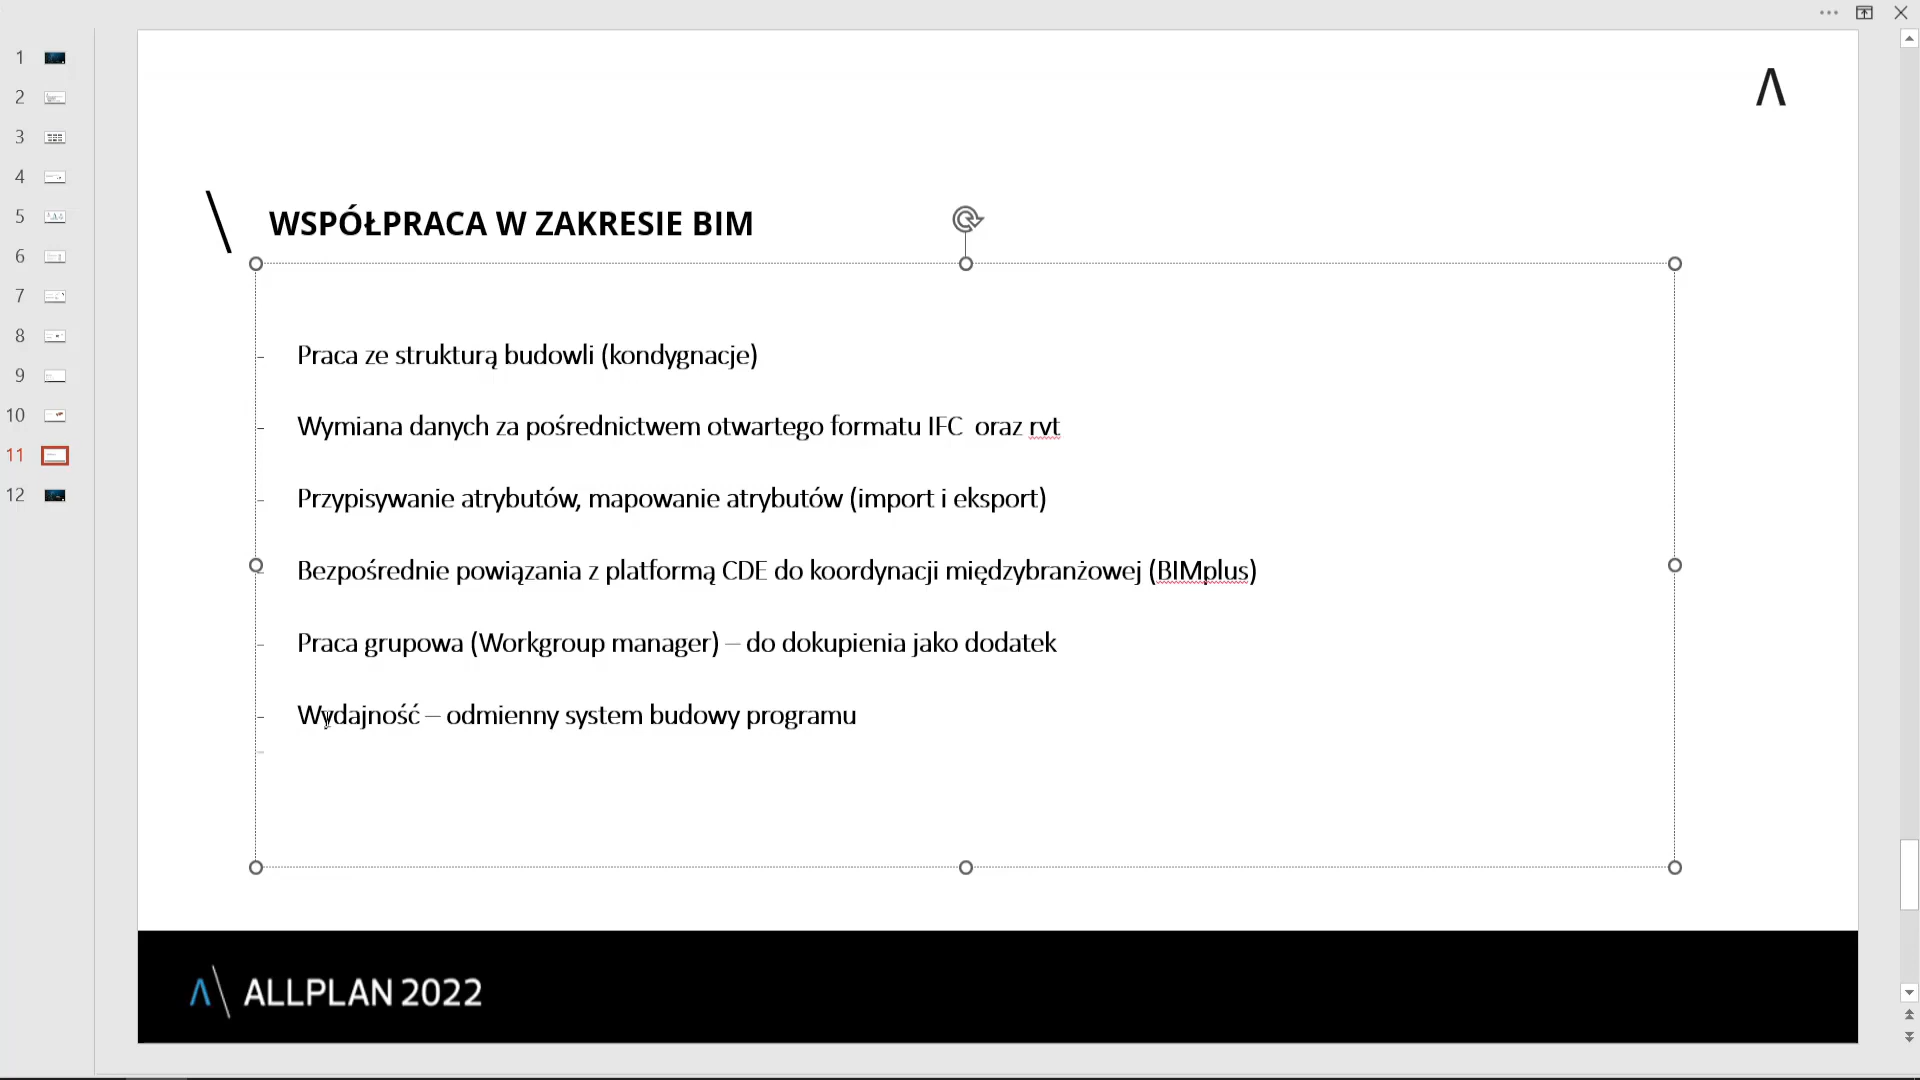 1
2
3
4
5
6
7
8
9
10
11
12
WSPÓŁPRACA W ZAKRESIE BIM
- Praca ze strukturą budowli (kondygnacje)
- Wymiana danych za pośrednictwem otwartego formatu IFC oraz rvt
- Przypisywanie atrybutów, mapowanie atrybutów (import i eksport)
- Bezpośrednie powiązania z platformą CDE do koordynacji międzybranżowej (BIMplus)
- Praca grupowa (Workgroup manager) – do dokupienia jako dodatek
- Wydajność – odmienny system budowy programu
-
ALLPLAN 2022